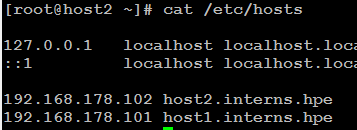 [root@host2 ~]# cat /etc/hosts
127.0.0.1 localhost localhost.loca
::1 localhost localhost.loca
192.168.178.102 host2.interns.hpe
192.168.178.101 host1.interns.hpe